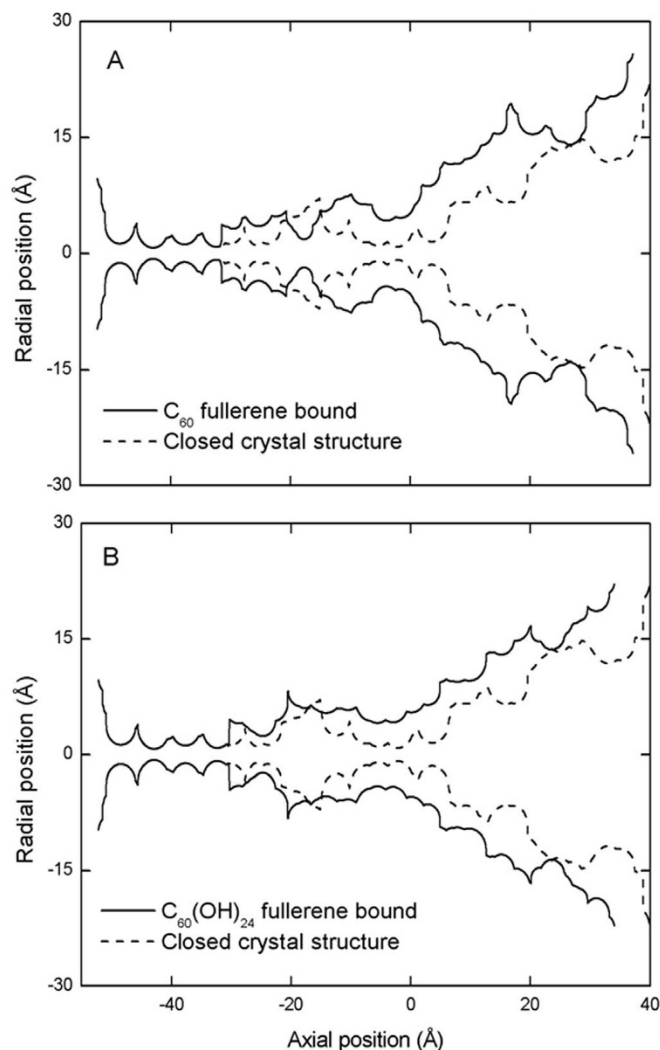 30
A
15
Radial position (Å)
0
-15
C₆₀ fullerene bound
Closed crystal structure
-30
30
B
15
Radial position (Å)
0
-15
C₆₀(OH)₂₄ fullerene bound
Closed crystal structure
-30
-40 -20 0 20 40
Axial position (Å)